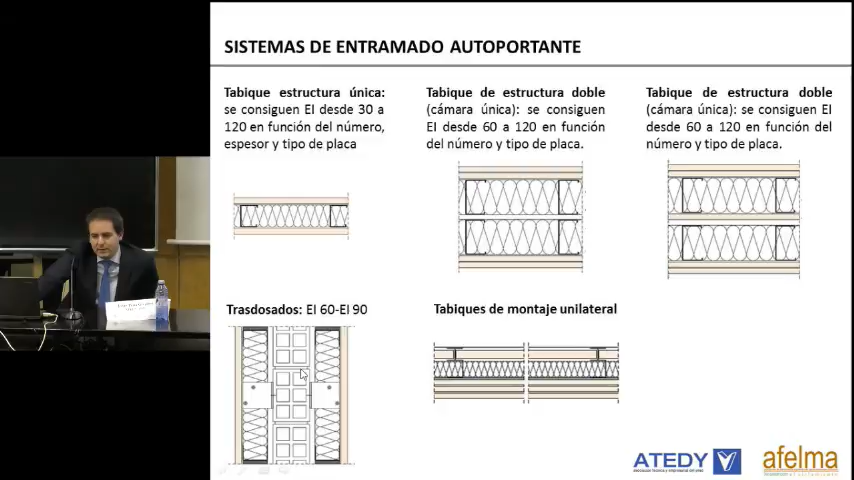 SISTEMAS DE ENTRAMADO AUTOPORTANTE
Tabique estructura única:
se consiguen EI desde 30 a
120 en función del número,
espesor y tipo de placa
Tabique de estructura doble
(cámara única): se consiguen
EI desde 60 a 120 en función
del número y tipo de placa.
Tabique de estructura doble
(cámara única): se consiguen EI
desde 60 a 120 en función del
número y tipo de placa.
Trasdosados: EI 60-EI 90
Tabiques de montaje unilateral
ATEDY
afelma